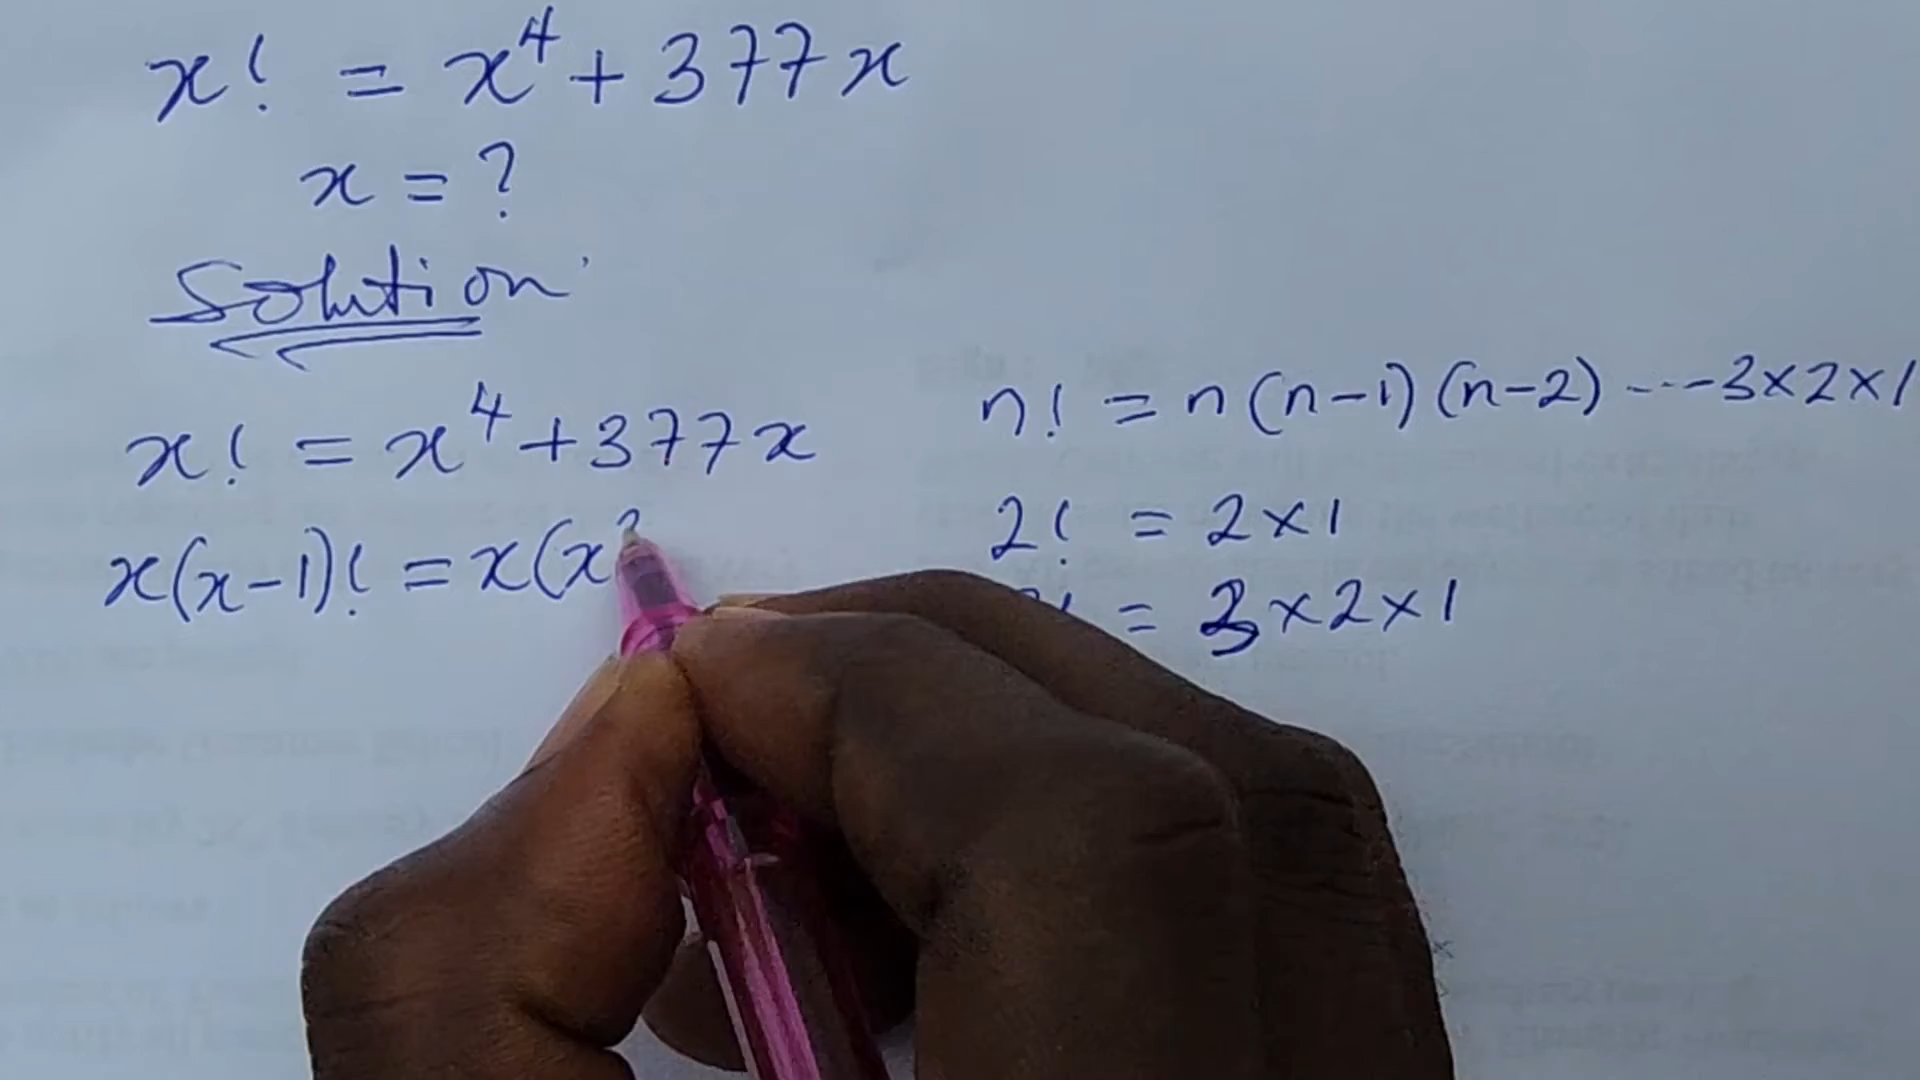 x! = x⁴ + 377x
x = ?
Solution
x! = x⁴ + 377x
x(x-1)! = x(x³
n! = n(n-1)(n-2) ---3×2×1
2! = 2×1
! = 3×2×1